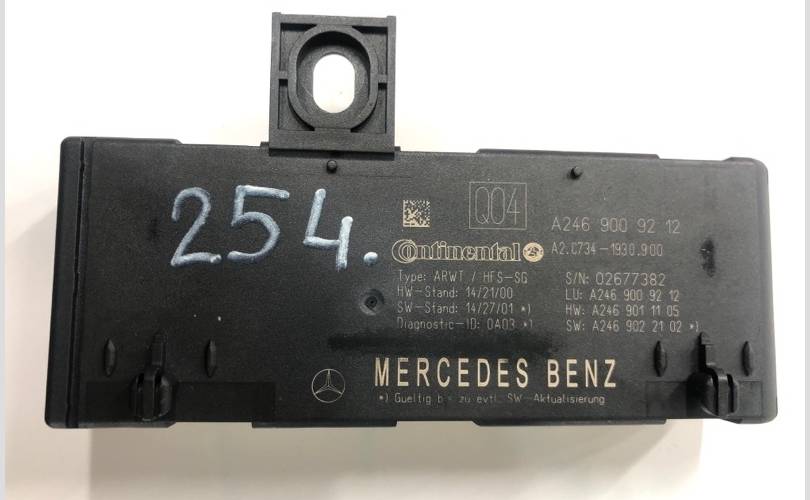 254.
Q04
A246 900 92 12
Continental
A2.C734-1930.900
Type: ARWT / HFS-SG
S/N: 02677382
HW-Stand: 14/21/00
LU: A246 900 92 12
SW-Stand: 14/27/01 *)
HW: A246 901 11 05
Diagnostic-ID: 0A03 *)
SW: A246 902 21 02 *)
MERCEDES BENZ
*) Gueltig bis zu evtl. SW-Aktualisierung